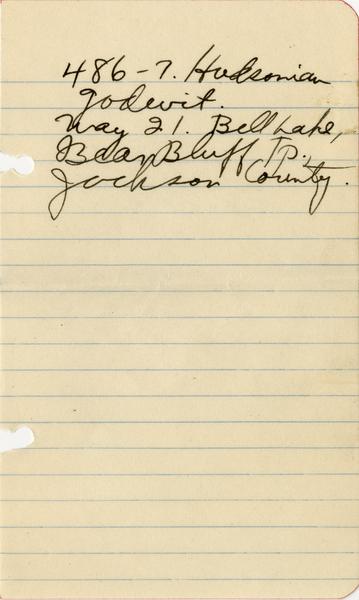 486-7. Hudsonian
godwit.
May 21. Bell Lake,
Bear Bluff TP.,
Jackson County.